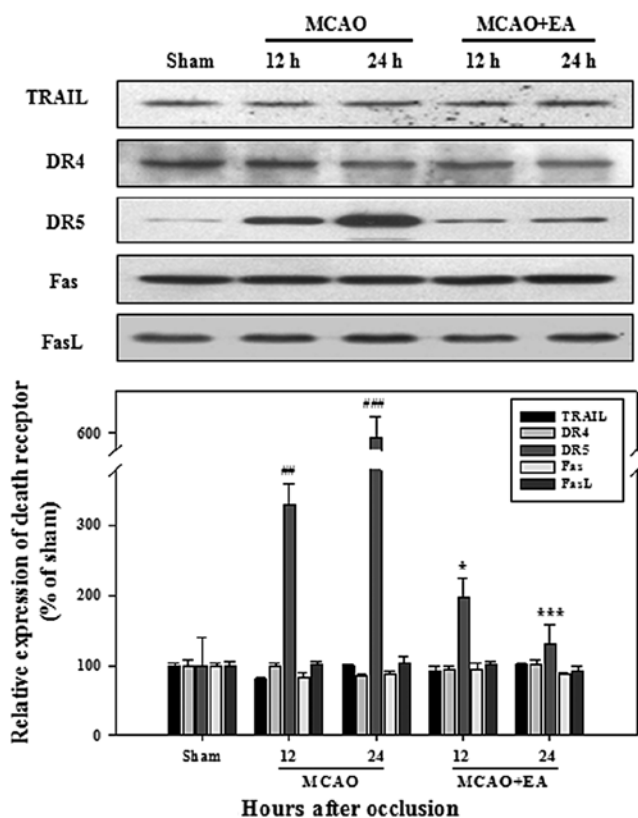 MCAO MCAO+EA
Sham 12 h 24 h 12 h 24 h
TRAIL
DR4
DR5
Fas
FasL
Relative expression of death receptor
(% of sham)
600
300
200
100
0
## ###
* ***
TRAIL
DR4
DR5
Fas
FasL
Sham 12 24 12 24
MCAO MCAO+EA
Hours after occlusion